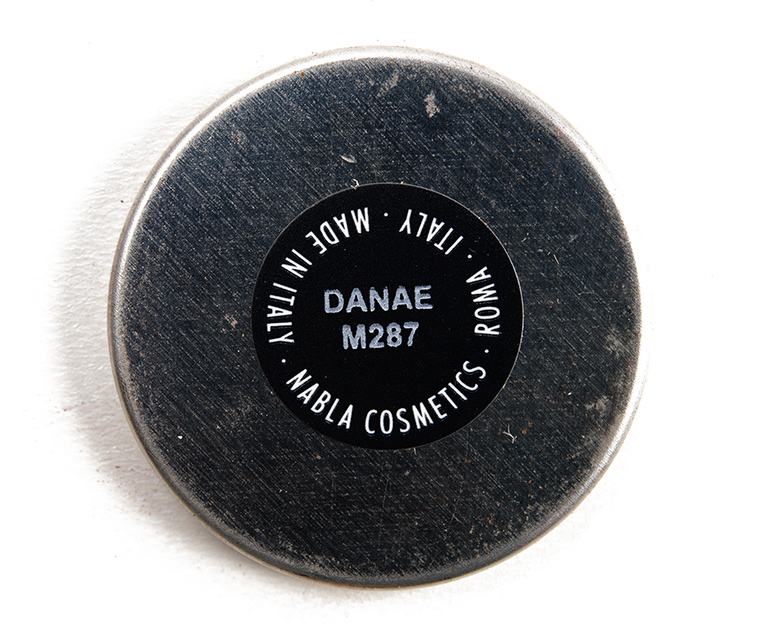 DANAE
M287
NABLA COSMETICS · ROMA · ITALY · MADE IN ITALY ·